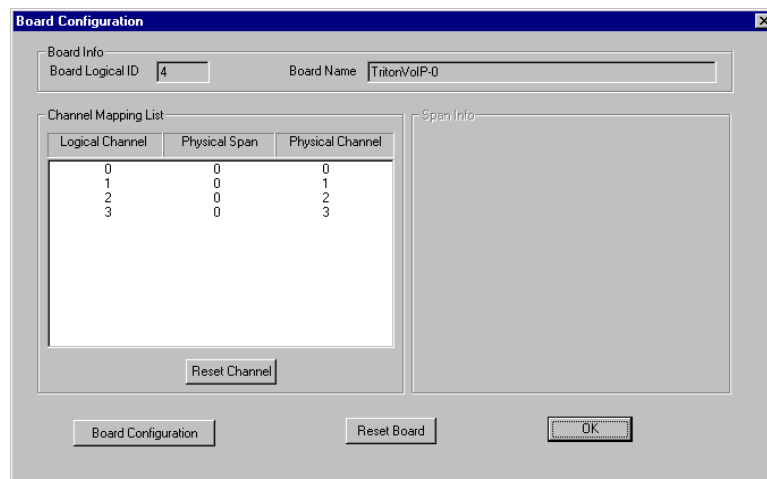 Board Configuration
Board Info
Board Logical ID 4 Board Name TritonVoIP-0
Channel Mapping List
Logical Channel Physical Span Physical Channel
0 0 0
1 0 1
2 0 2
3 0 3
Reset Channel
Span Info
Board Configuration Reset Board OK